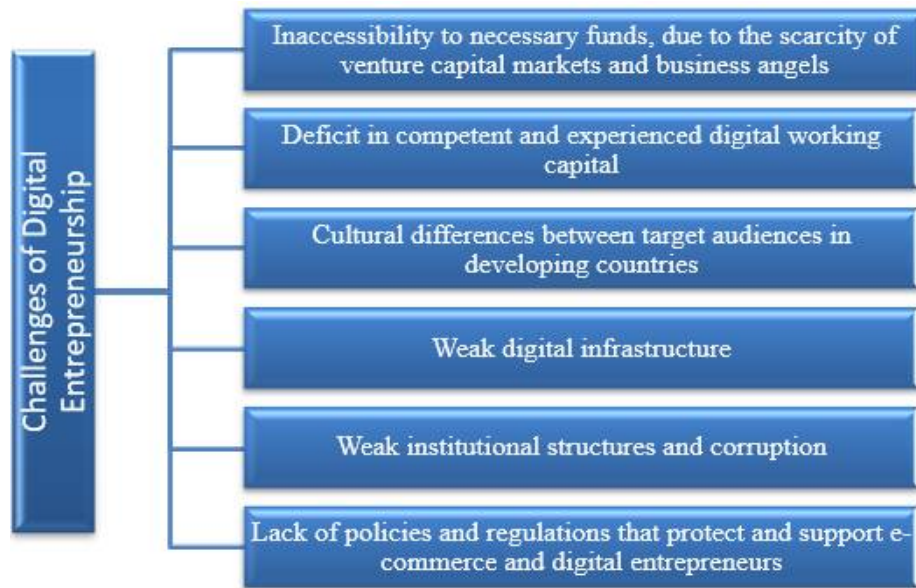 Challenges of Digital
Entrepreneurship
Inaccessibility to necessary funds, due to the scarcity of
venture capital markets and business angels
Deficit in competent and experienced digital working
capital
Cultural differences between target audiences in
developing countries
Weak digital infrastructure
Weak institutional structures and corruption
Lack of policies and regulations that protect and support e-
commerce and digital entrepreneurs